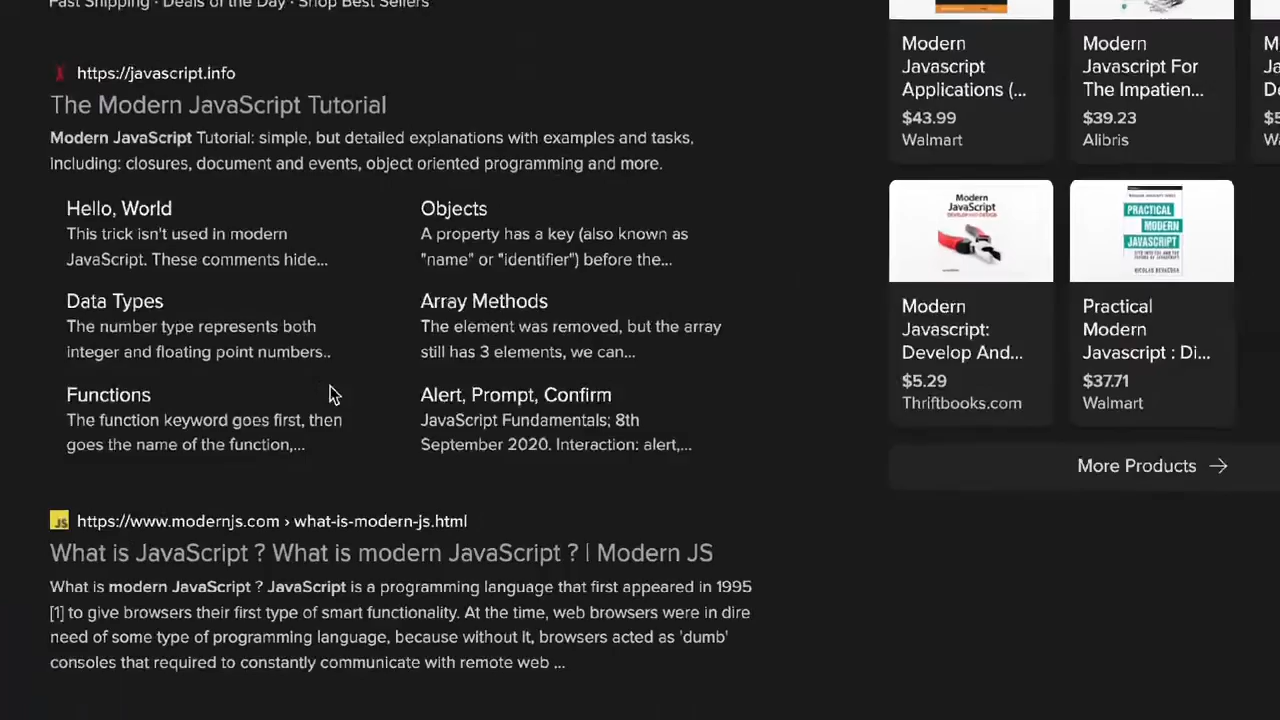 Fast Shipping · Deals of the Day · Shop Best Sellers
https://javascript.info
The Modern JavaScript Tutorial
Modern JavaScript Tutorial: simple, but detailed explanations with examples and tasks,
including: closures, document and events, object oriented programming and more.
Hello, World
This trick isn't used in modern
JavaScript. These comments hide...
Objects
A property has a key (also known as
"name" or "identifier") before the...
Data Types
The number type represents both
integer and floating point numbers..
Array Methods
The element was removed, but the array
still has 3 elements, we can...
Functions
The function keyword goes first, then
goes the name of the function,...
Alert, Prompt, Confirm
JavaScript Fundamentals; 8th
September 2020. Interaction: alert,...
JS
https://www.modernjs.com › what-is-modern-js.html
What is JavaScript ? What is modern JavaScript ? | Modern JS
What is modern JavaScript ? JavaScript is a programming language that first appeared in 1995
[1] to give browsers their first type of smart functionality. At the time, web browsers were in dire
need of some type of programming language, because without it, browsers acted as 'dumb'
consoles that required to constantly communicate with remote web ...
Modern
Javascript
Applications (...
$43.99
Walmart
Modern
Javascript For
The Impatien...
$39.23
Alibris
Modern
JavaScript
DEVELOP AND DESIGN
Modern
Javascript:
Develop And...
$5.29
Thriftbooks.com
PRACTICAL
MODERN
JAVASCRIPT
Practical
Modern
Javascript : Di...
$37.71
Walmart
More Products